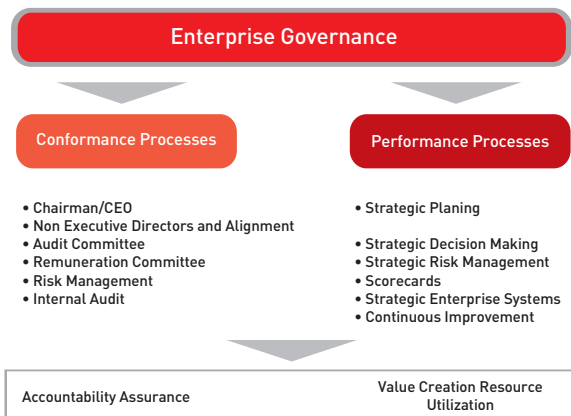 Enterprise Governance
Conformance Processes
Performance Processes
• Chairman/CEO
• Non Executive Directors and Alignment
• Audit Committee
• Remuneration Committee
• Risk Management
• Internal Audit
• Strategic Planing
• Strategic Decision Making
• Strategic Risk Management
• Scorecards
• Strategic Enterprise Systems
• Continuous Improvement
Accountability Assurance
Value Creation Resource
Utilization